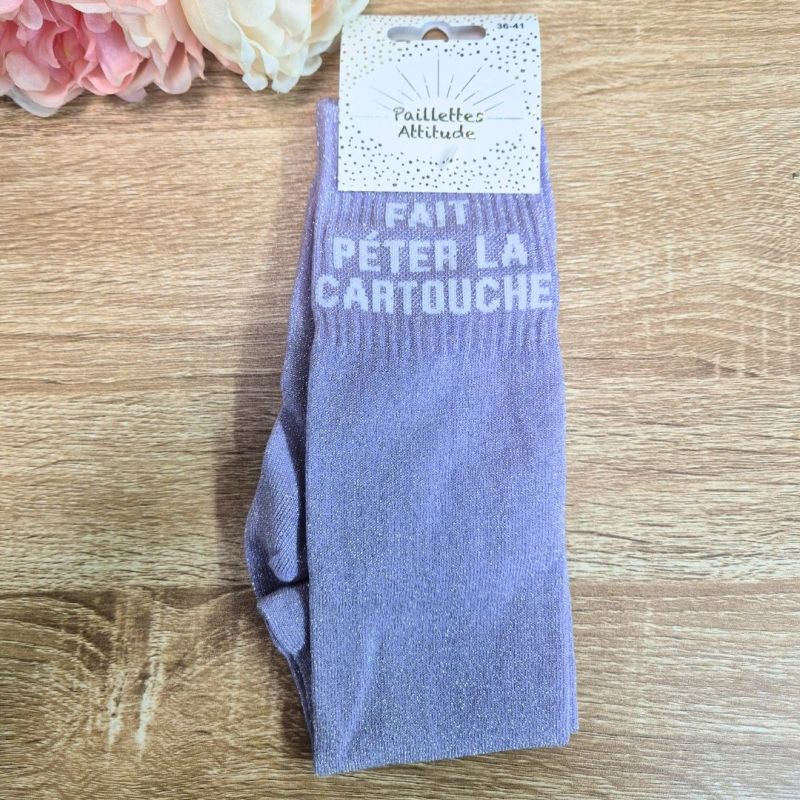 36-41
Paillettes
Attitude
FAIT
PÉTER LA
CARTOUCHE